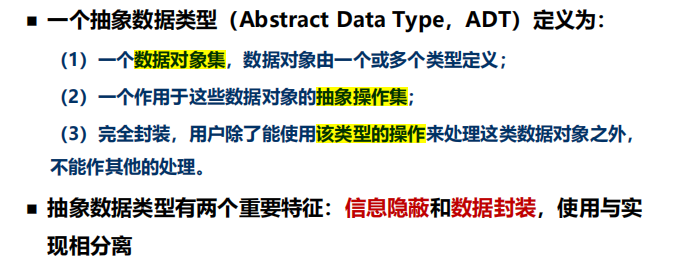 ■ 一个抽象数据类型（Abstract Data Type，ADT）定义为：
（1）一个数据对象集，数据对象由一个或多个类型定义；
（2）一个作用于这些数据对象的抽象操作集；
（3）完全封装，用户除了能使用该类型的操作来处理这类数据对象之外，
不能作其他的处理。
■ 抽象数据类型有两个重要特征：信息隐蔽和数据封装，使用与实
现相分离